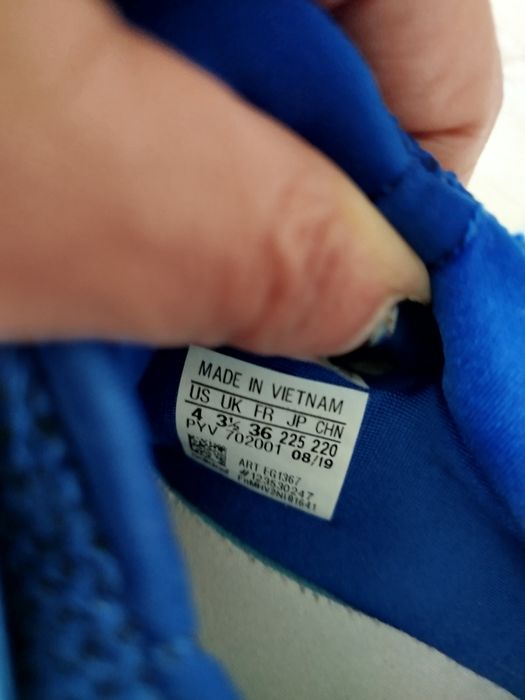 MADE IN VIETNAM
US UK FR JP CHN
4 3½ 36 225 220
PYV 702001 08/19
ART EG1367
#123530247